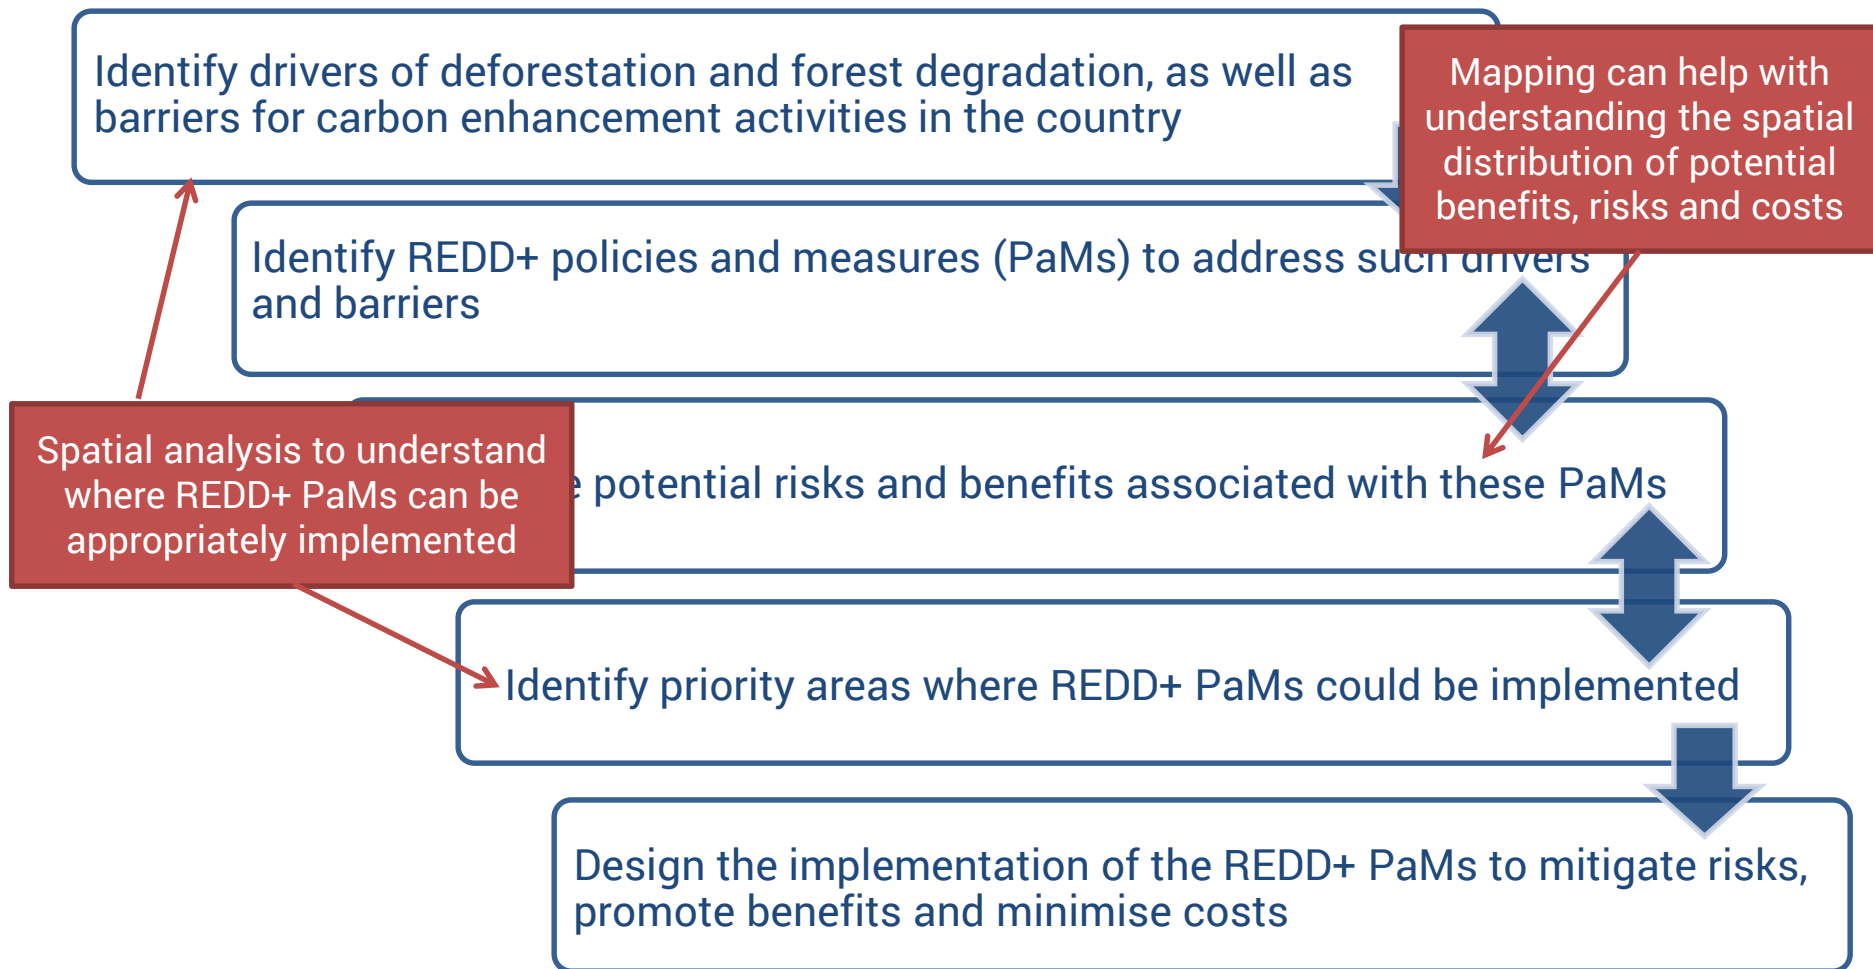 Identify drivers of deforestation and forest degradation, as well as
barriers for carbon enhancement activities in the country
Mapping can help with
understanding the spatial
distribution of potential
benefits, risks and costs
Identify REDD+ policies and measures (PaMs) to address such drivers
and barriers
Spatial analysis to understand
where REDD+ PaMs can be
appropriately implemented
potential risks and benefits associated with these PaMs
Identify priority areas where REDD+ PaMs could be implemented
Design the implementation of the REDD+ PaMs to mitigate risks,
promote benefits and minimise costs